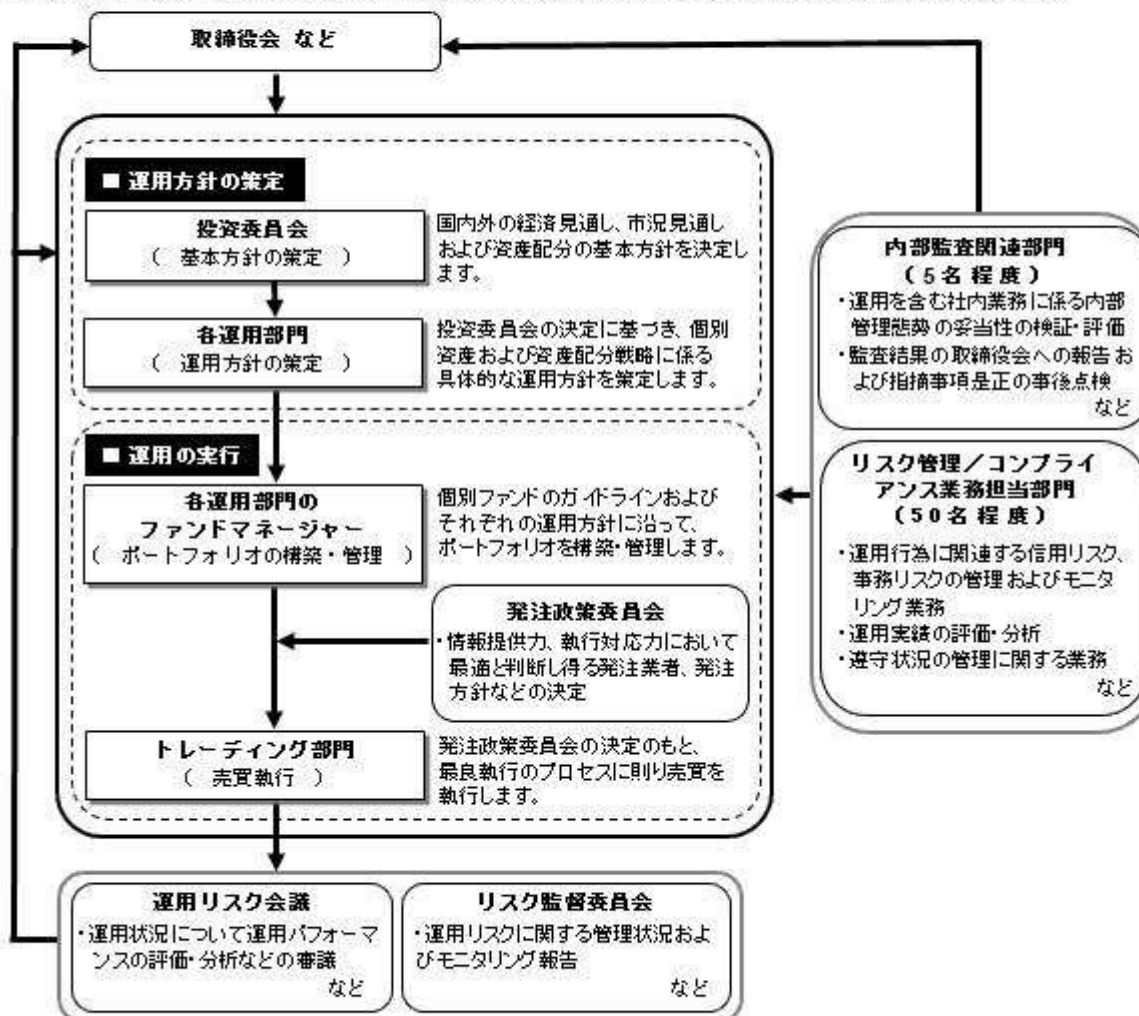 取締役会 など
■ 運用方針の策定
投資委員会
( 基本方針の策定 )
国内外の経済見通し、市況見通し
および資産配分の基本方針を決定し
ます。
各運用部門
( 運用方針の策定 )
投資委員会の決定に基づき、個別
資産および資産配分戦略に係る
具体的な運用方針を策定します。
■ 運用の実行
各運用部門の
ファンドマネージャー
( ポートフォリオの構築・管理 )
個別ファンドのガイドラインおよび
それぞれの運用方針に沿って、
ポートフォリオを構築・管理します。
発注政策委員会
・情報提供力、執行対応力において
最適と判断し得る発注業者、発注
方針などの決定
トレーディング部門
( 売買執行 )
発注政策委員会の決定のもと、
最良執行のプロセスに則り売買を
執行します。
運用リスク会議
・運用状況について運用パフォーマ
ンスの評価・分析などの審議
など
リスク監督委員会
・運用リスクに関する管理状況およ
びモニタリング報告
など
内部監査関連部門
(5名程度)
・運用を含む社内業務に係る内部
管理態勢の妥当性の検証・評価
・監査結果の取締役会への報告お
よび指摘事項是正の事後点検
など
リスク管理/コンプライ
アンス業務担当部門
(50名程度)
・運用行為に関連する信用リスク、
事務リスクの管理およびモニタ
リング業務
・運用実績の評価・分析
・遵守状況の管理に関する業務
など